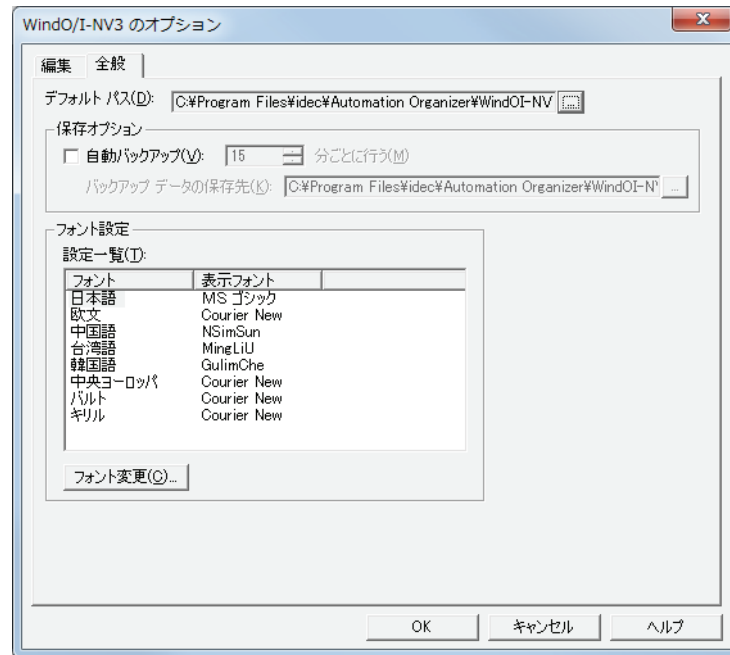 WindO/I-NV3 のオプション
編集 全般
デフォルト パス(D): C:¥Program Files¥idec¥Automation Organizer¥WindOI-NV ...
保存オプション
自動バックアップ(V): 15 分ごとに行う(M)
バックアップ データの保存先(K): C:¥Program Files¥idec¥Automation Organizer¥WindOI-N ...
フォント設定
設定一覧(T):
フォント 表示フォント
日本語 MS ゴシック
欧文 Courier New
中国語 NSimSun
台湾語 MingLiU
韓国語 GulimChe
中央ヨーロッパ Courier New
バルト Courier New
キリル Courier New
フォント変更(C)...
OK キャンセル ヘルプ